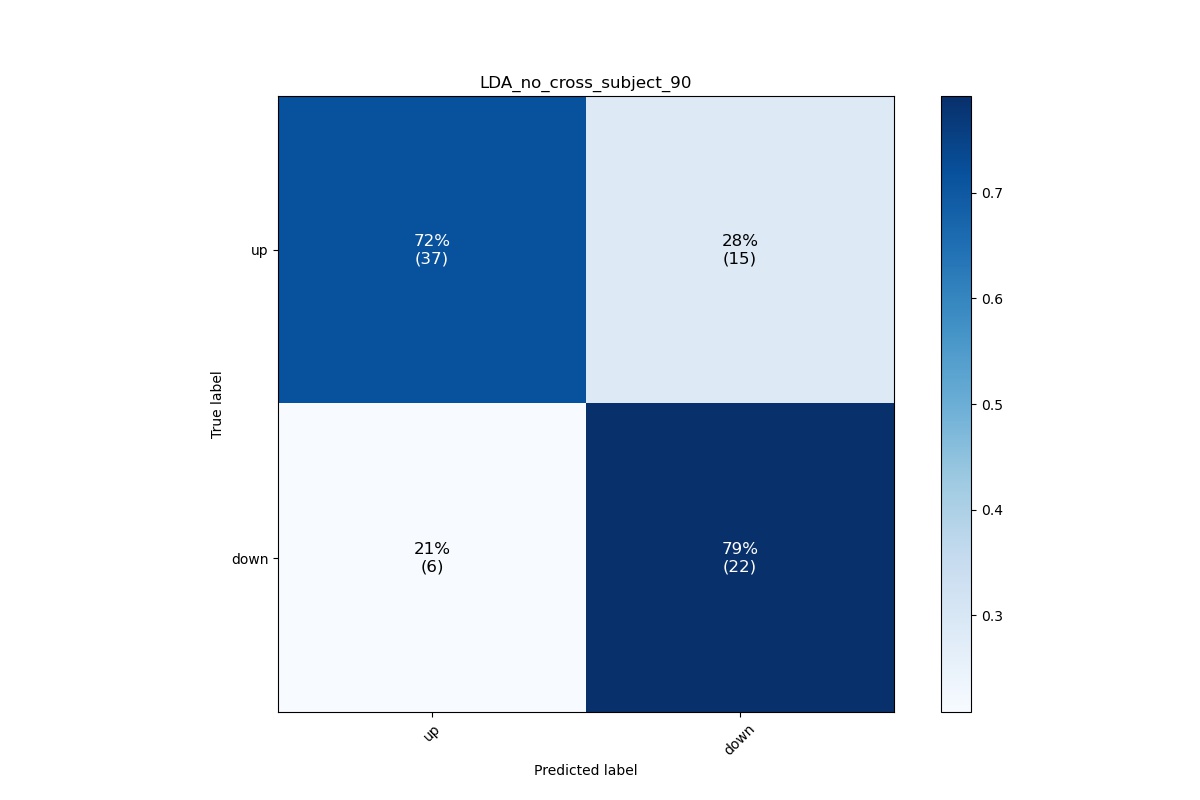 LDA_no_cross_subject_90
True label
up
72%
(37)
28%
(15)
down
21%
(6)
79%
(22)
up
down
Predicted label
0.7
0.6
0.5
0.4
0.3